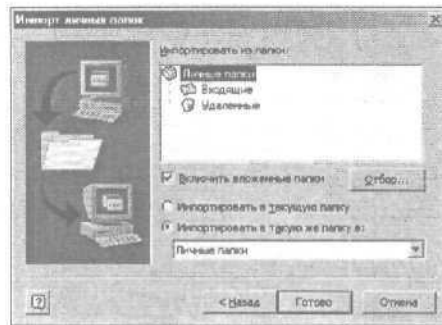 Импорт личных папок
Импортировать из папки:
Личные папки
Входящие
Удаленные
Включить вложенные папки
Отбор...
Импортировать в текущую папку
Импортировать в такую же папку в:
Личные папки
< Назад
Готово
Отмена